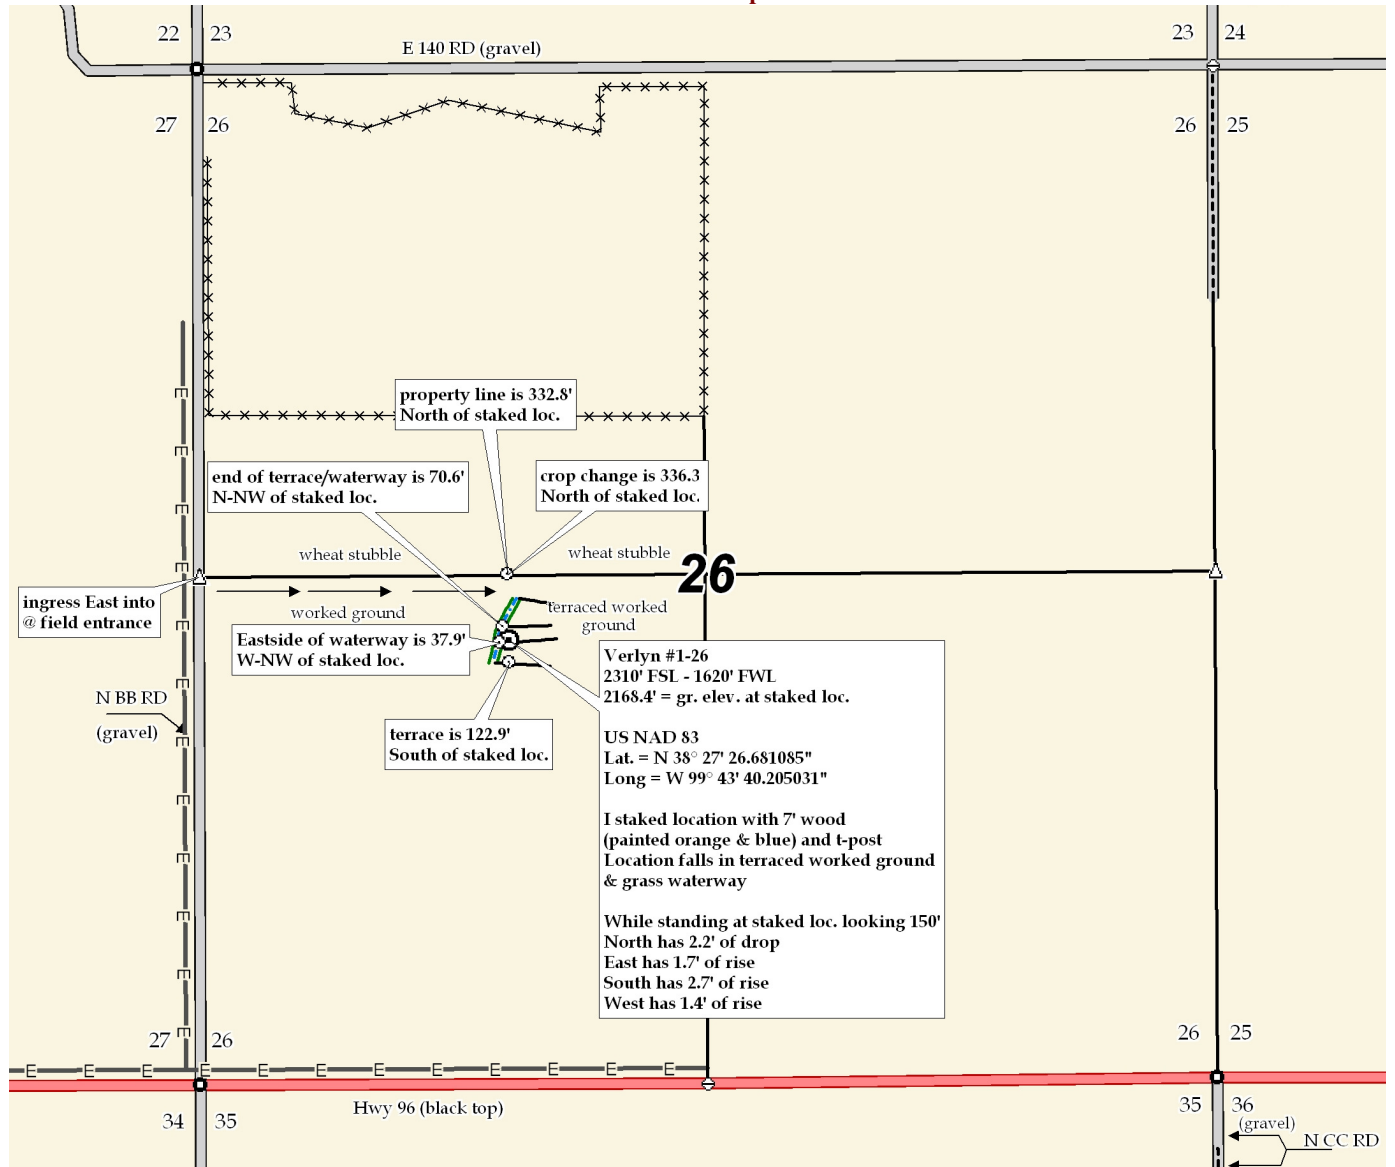 22 23
23 24
E 140 RD (gravel)
27 26
26 25
E
property line is 332.8'
North of staked loc.
E
end of terrace/waterway is 70.6'
N-NW of staked loc.
crop change is 336.3
North of staked loc.
E
wheat stubble
wheat stubble
E
26
ingress East into
@ field entrance
worked ground
terraced worked
ground
E
Eastside of waterway is 37.9'
W-NW of staked loc.
Verlyn #1-26
2310' FSL - 1620' FWL
2168.4' = gr. elev. at staked loc.
US NAD 83
Lat. = N 38° 27' 26.681085"
Long = W 99° 43' 40.205031"
I staked location with 7' wood
(painted orange & blue) and t-post
Location falls in terraced worked ground
& grass waterway
While standing at staked loc. looking 150'
North has 2.2' of drop
East has 1.7' of rise
South has 2.7' of rise
West has 1.4' of rise
E
N BB RD
(gravel)
terrace is 122.9'
South of staked loc.
E
E
E
E
E
E
27 26
26 25
E E E E E E E E E E E E
Hwy 96 (black top)
34 35
35 36
(gravel)
N CC RD